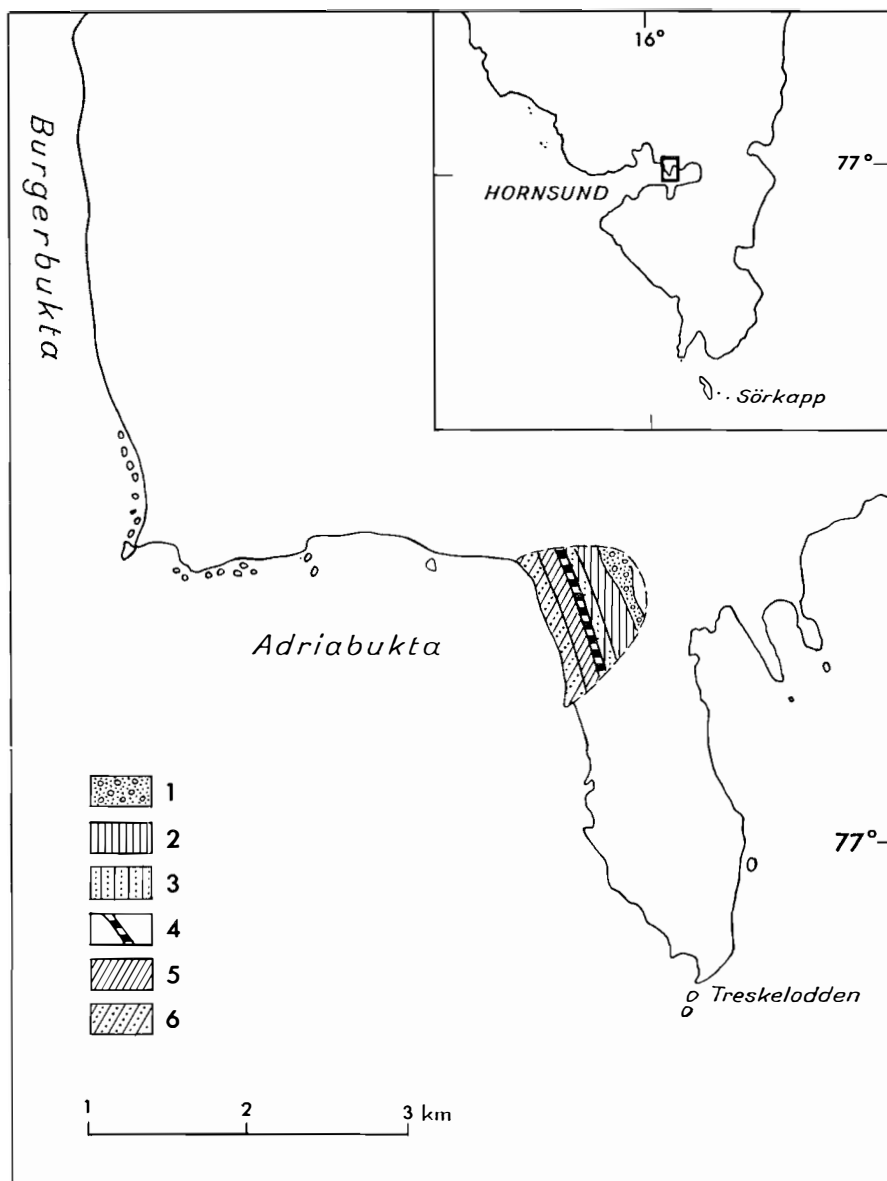 16°
77°
HORNSUND
Sörkapp
Burgerbukta
Adriabukta
1
2
3
4
5
6
77°
Treskelodden
1 2 3 km